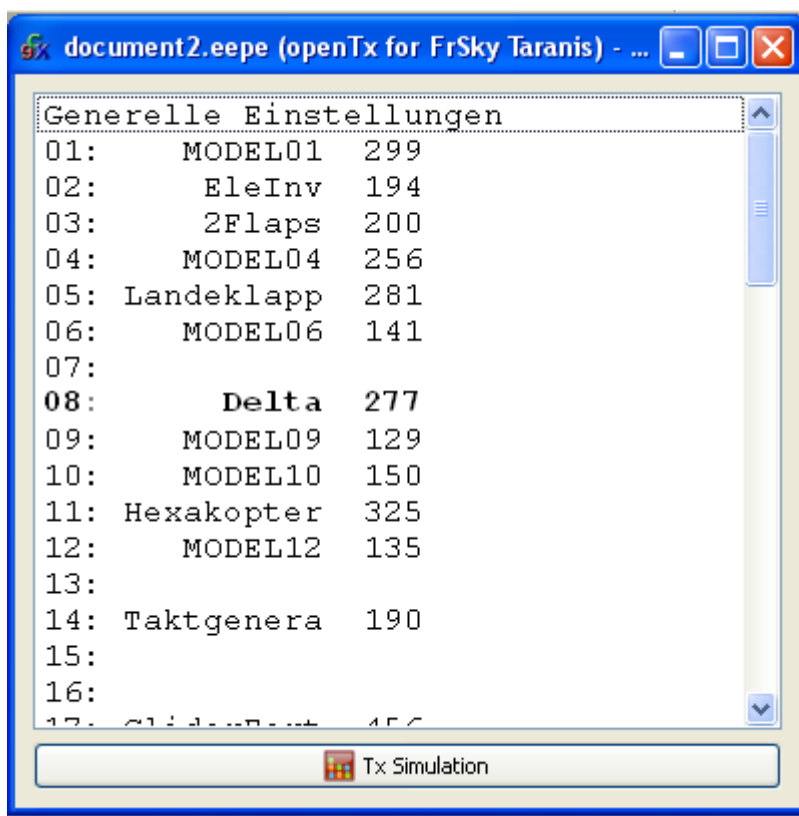 document2.eepe (openTx for FrSky Taranis) - ...
Generelle Einstellungen
01: MODEL01 299
02: EleInv 194
03: 2Flaps 200
04: MODEL04 256
05: Landeklapp 281
06: MODEL06 141
07:
08: Delta 277
09: MODEL09 129
10: MODEL10 150
11: Hexakopter 325
12: MODEL12 135
13:
14: Taktgenera 190
15:
16:
17:
Tx Simulation